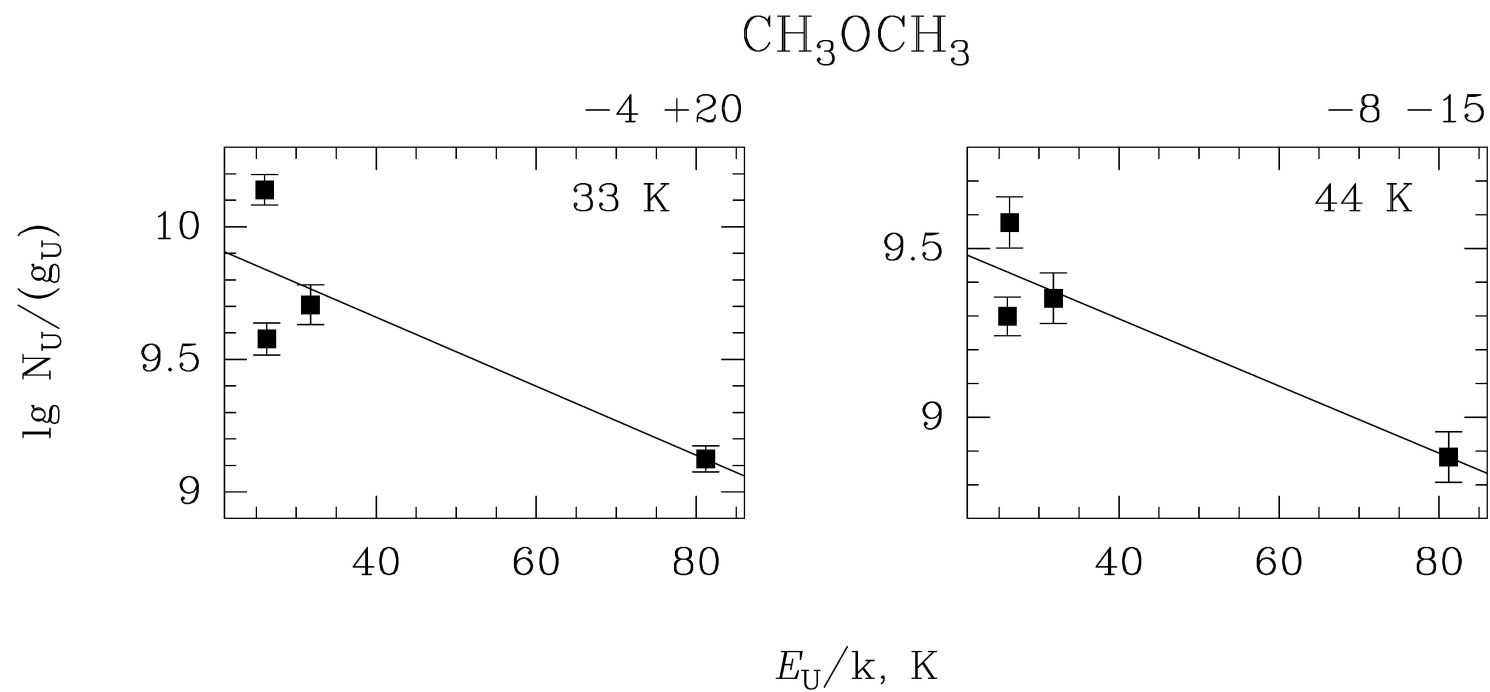 CH3OCH3
−4 +20
−8 −15
33 K
44 K
lg NU/(gU)
10
9.5
9
9.5
9
40 60 80
40 60 80
EU/k, K